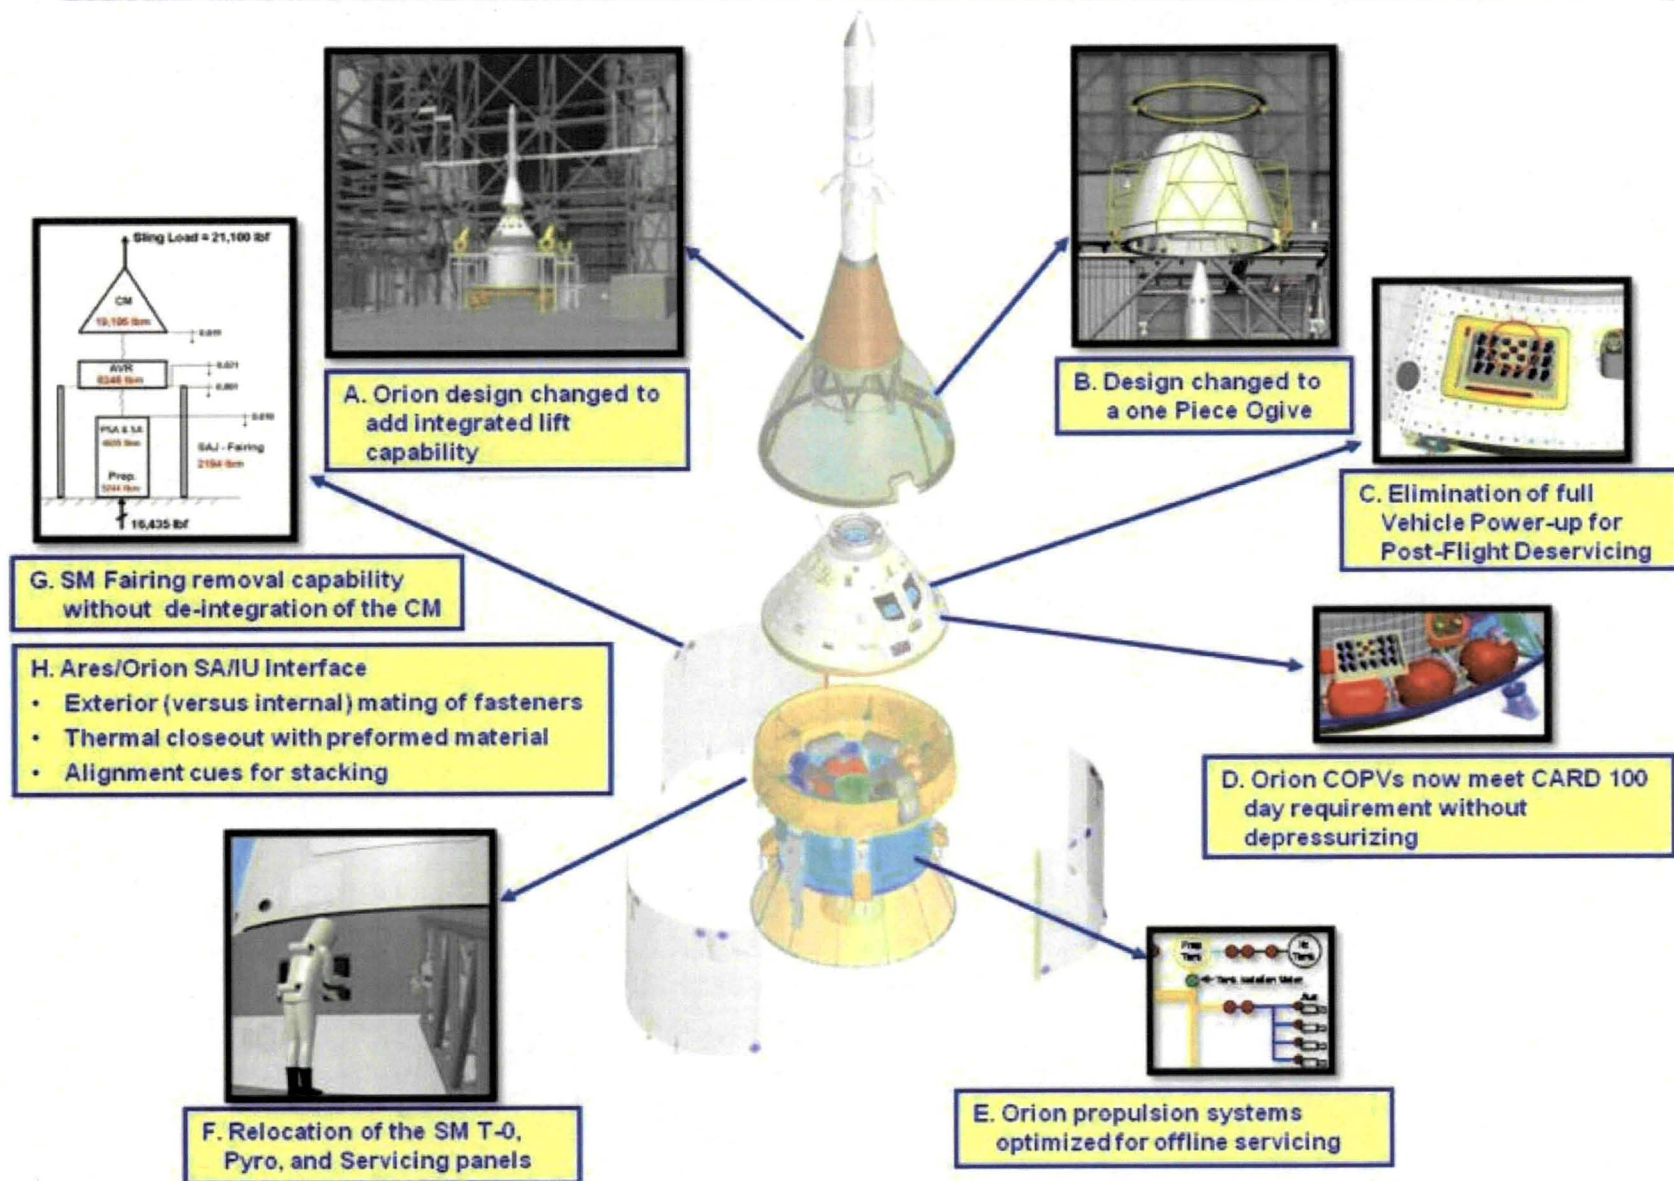 A. Orion design changed to
add integrated lift
capability
B. Design changed to
a one Piece Ogive
C. Elimination of full
Vehicle Power-up for
Post-Flight Deservicing
D. Orion COPVs now meet CARD 100
day requirement without
depressurizing
E. Orion propulsion systems
optimized for offline servicing
F. Relocation of the SM T-0,
Pyro, and Servicing panels
G. SM Fairing removal capability
without de-integration of the CM
H. Ares/Orion SA/IU Interface
• Exterior (versus internal) mating of fasteners
• Thermal closeout with preformed material
• Alignment cues for stacking
Sling Load = 21,100 lbf
CM
AVR
SAJ - Fairing
2194 lbm
Prop.
16,435 lbf
Tank